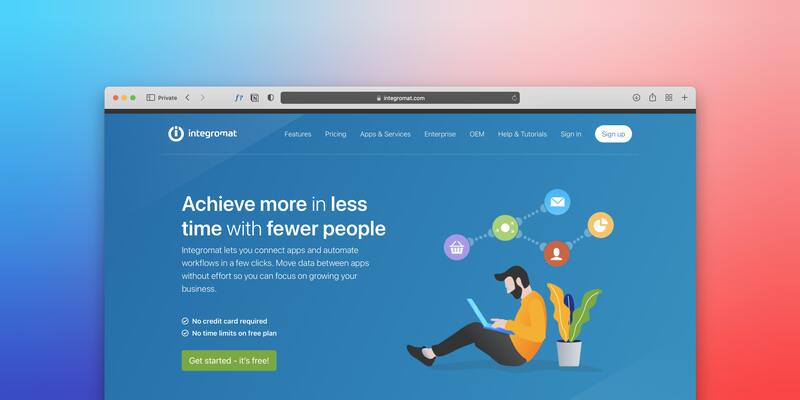 Private
integromat.com
integromat
Features Pricing Apps & Services Enterprise OEM Help & Tutorials Sign in Sign up
Achieve more in less
time with fewer people
Integromat lets you connect apps and automate
workflows in a few clicks. Move data between apps
without effort so you can focus on growing your
business.
No credit card required
No time limits on free plan
Get started - it's free!